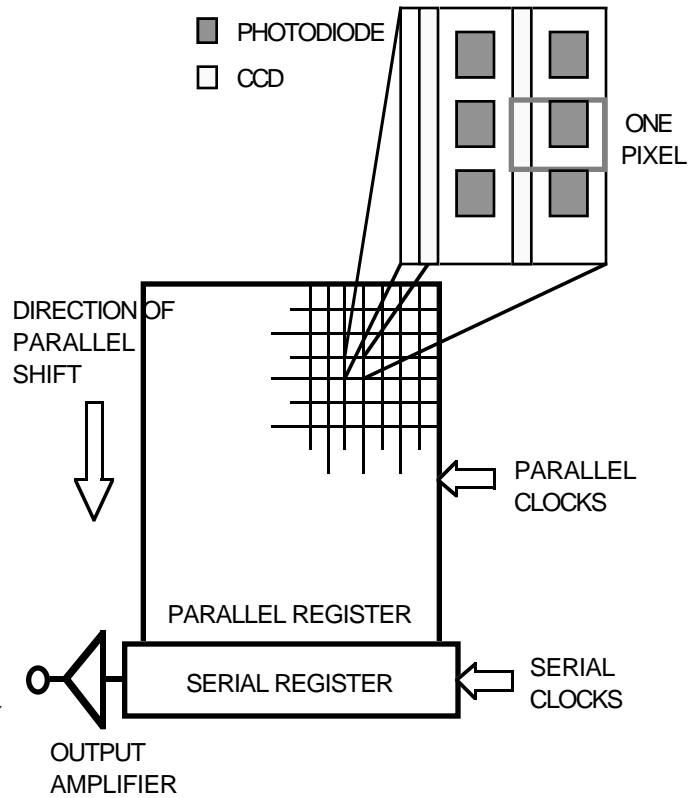 PHOTODIODE
CCD
ONE
PIXEL
DIRECTION OF
PARALLEL
SHIFT
PARALLEL
CLOCKS
PARALLEL REGISTER
SERIAL REGISTER
SERIAL
CLOCKS
OUTPUT
AMPLIFIER